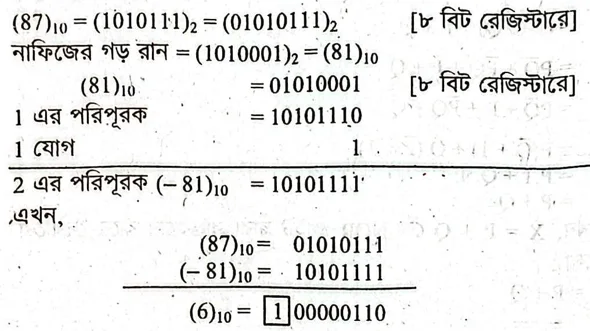 (87)₁₀ = (1010111)₂ = (01010111)₂ [৮ বিট রেজিস্টারে]
নাফিজের গড় রান = (1010001)₂ = (81)₁₀
(81)₁₀ = 01010001 [৮ বিট রেজিস্টারে]
1 এর পরিপূরক = 10101110
1 যোগ 1
2 এর পরিপূরক (– 81)₁₀ = 10101111
এখন,
(87)₁₀ = 01010111
(– 81)₁₀ = 10101111
(6)₁₀ = 1 00000110